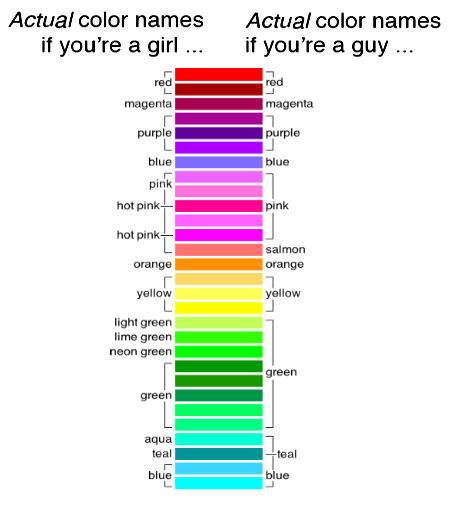 Actual color names
if you're a girl ...
Actual color names
if you're a guy ...
red
red
magenta
magenta
purple
purple
blue
blue
pink
hot pink
pink
hot pink
salmon
orange
orange
yellow
yellow
light green
lime green
neon green
green
green
aqua
teal
teal
blue
blue